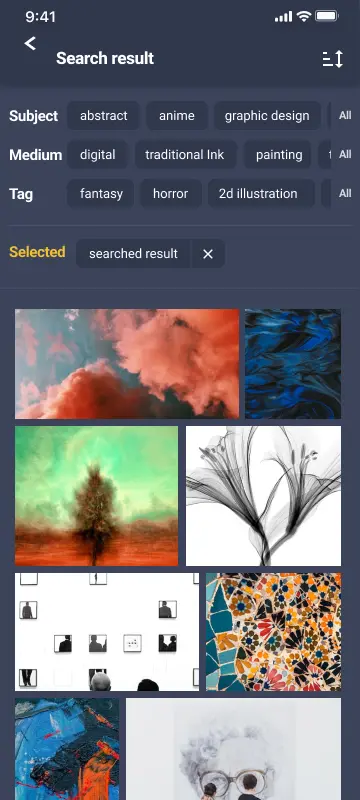 9:41
Search result
Subject abstract anime graphic design All
Medium digital traditional Ink painting All
Tag fantasy horror 2d illustration All
Selected searched result